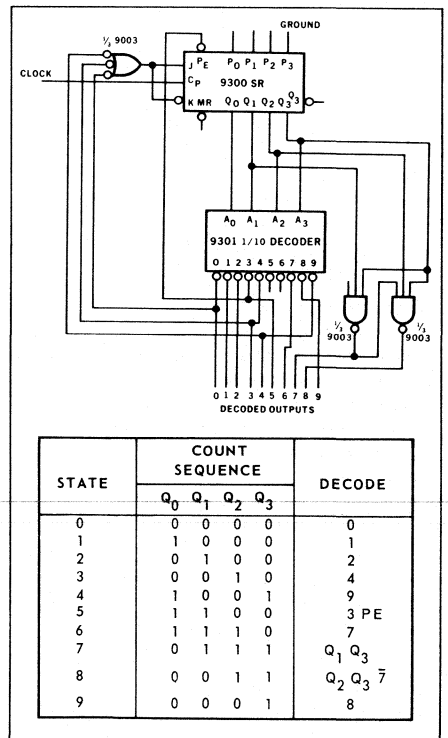 GROUND
⅓ 9003
CLOCK
J PE P0 P1 P2 P3
CP 9300 SR Q̅3
K MR Q0 Q1 Q2 Q3
A0 A1 A2 A3
9301 1/10 DECODER
0 1 2 3 4 5 6 7 8 9
⅓ 9003
⅓ 9003
0 1 2 3 4 5 6 7 8 9
DECODED OUTPUTS
STATE COUNT SEQUENCE DECODE
Q0 Q1 Q2 Q3
0 0 0 0 0 0
1 1 0 0 0 1
2 0 1 0 0 2
3 0 0 1 0 4
4 1 0 0 1 9
5 1 1 0 0 3 PE
6 1 1 1 0 7
7 0 1 1 1 Q1 Q3
8 0 0 1 1 Q2 Q3 7̅
9 0 0 0 1 8